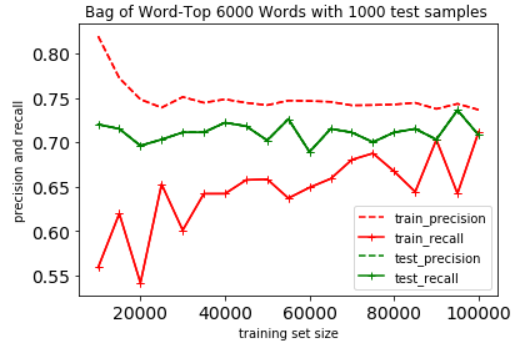 Bag of Word-Top 6000 Words with 1000 test samples
precision and recall
0.80
0.75
0.70
0.65
0.60
0.55
train_precision
train_recall
test_precision
test_recall
20000 40000 60000 80000 100000
training set size